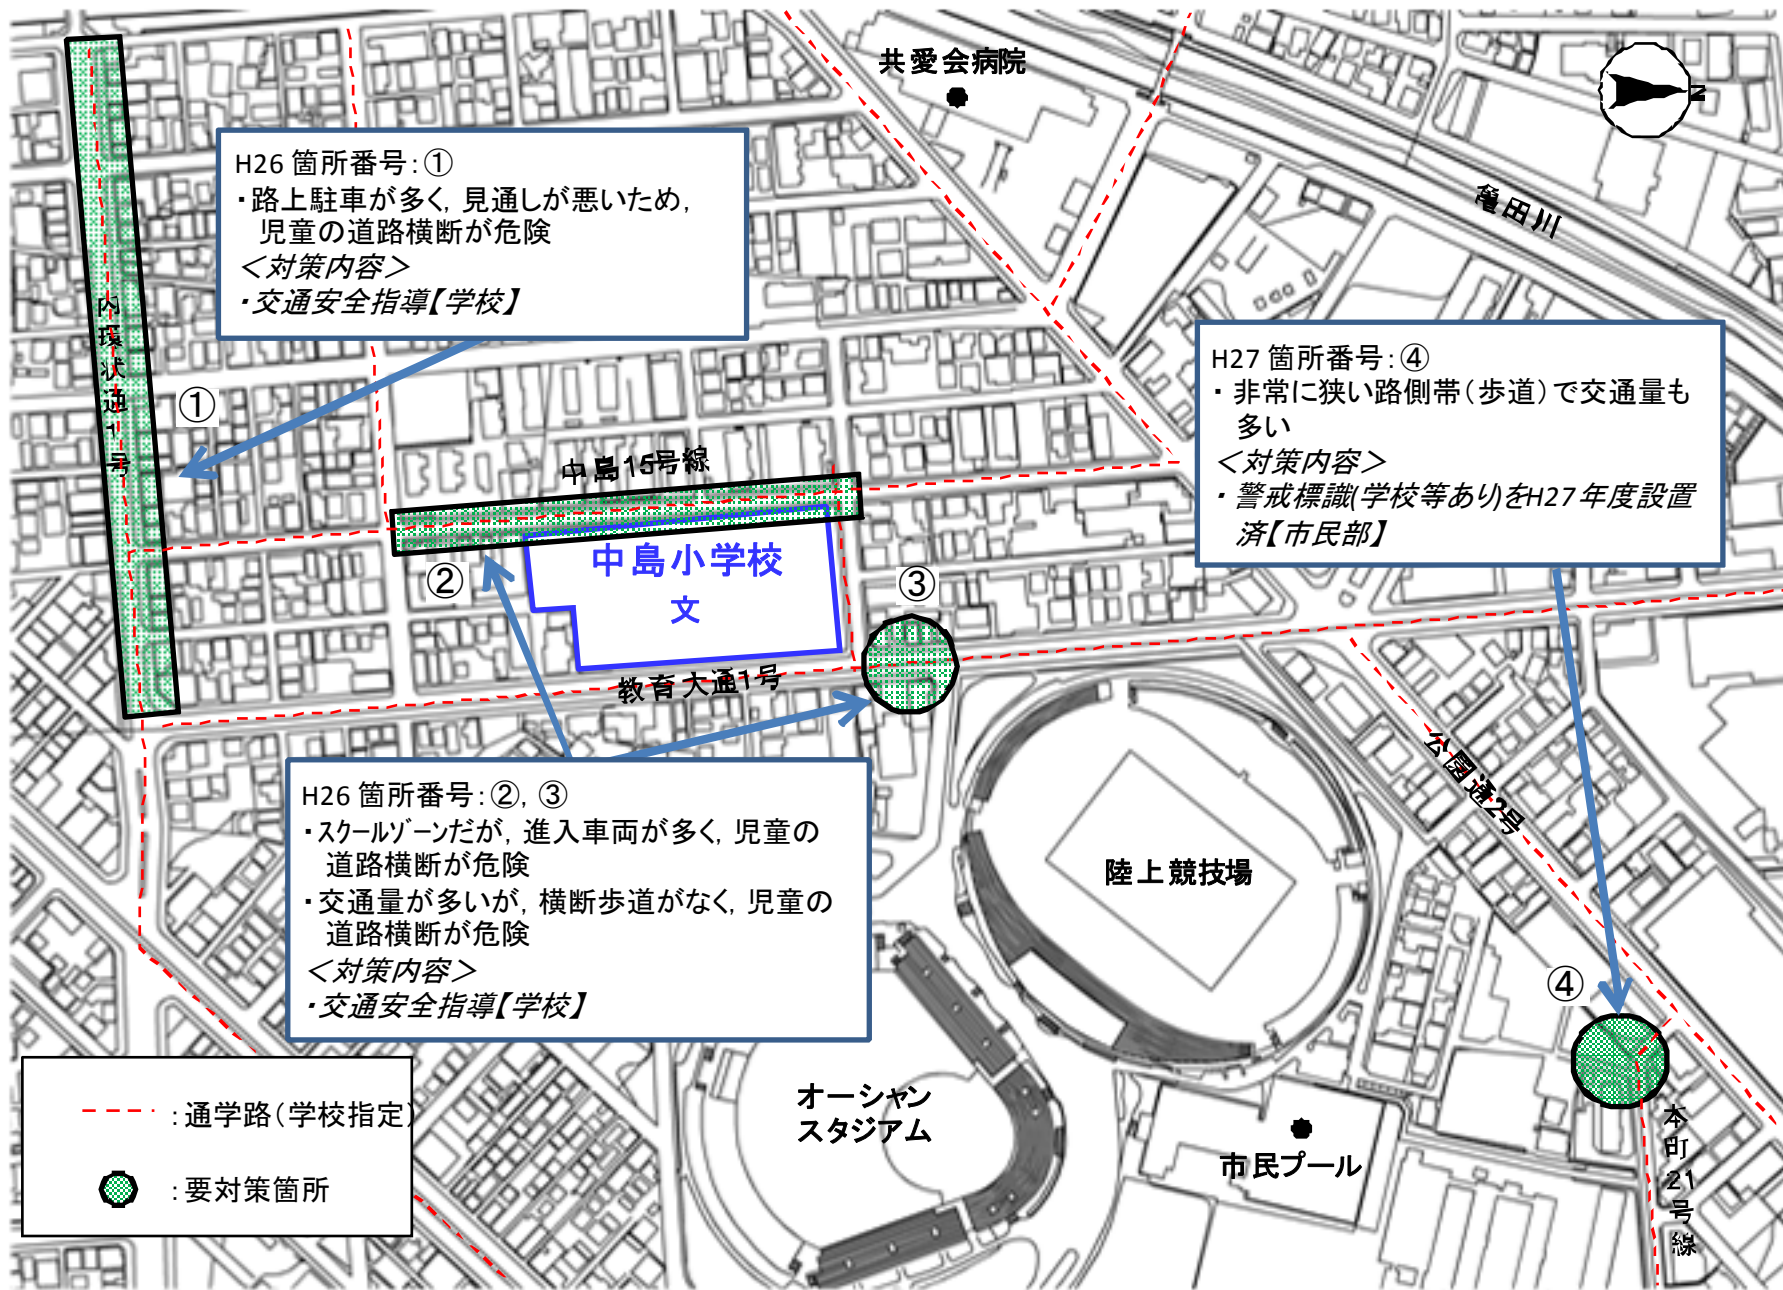 共愛会病院
N
亀田川
H26 箇所番号:①
・路上駐車が多く, 見通しが悪いため,
児童の道路横断が危険
＜対策内容＞
・交通安全指導【学校】
内環状通1号
①
H27 箇所番号:④
・ 非常に狭い路側帯(歩道)で交通量も
多い
＜対策内容＞
・ 警戒標識(学校等あり)をH27年度設置
済【市民部】
中島15号線
②
中島小学校
文
③
教育大通1号
公園通2号
H26 箇所番号:②, ③
・ｽｸｰﾙｿﾞｰﾝだが, 進入車両が多く, 児童の
道路横断が危険
・交通量が多いが, 横断歩道がなく, 児童の
道路横断が危険
＜対策内容＞
・交通安全指導【学校】
陸上競技場
④
オーシャン
スタジアム
市民プール
本町21号線
:通学路(学校指定)
:要対策箇所